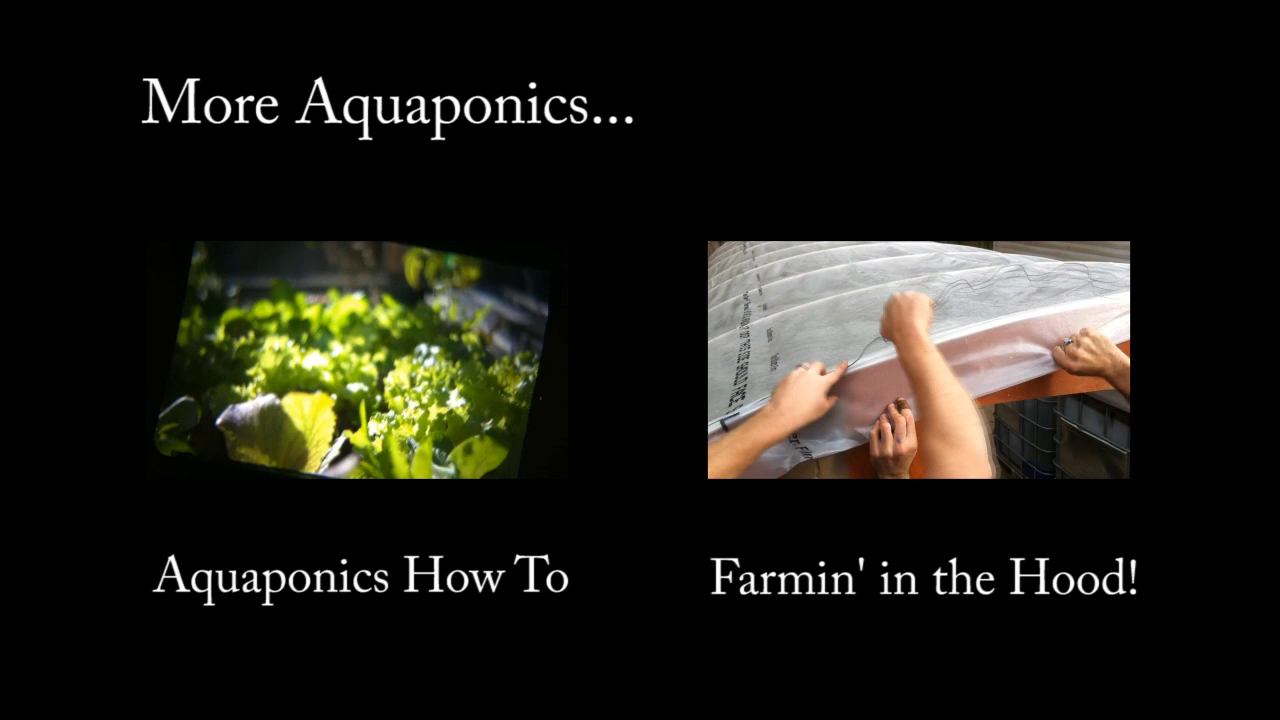 More Aquaponics...
Aquaponics How To
Farmin' in the Hood!